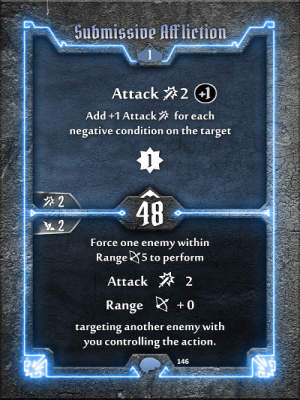 Submissive Affliction
1
Attack 2 +1
Add +1 Attack for each
negative condition on the target
1
2
48
2
Force one enemy within
Range 5 to perform
Attack 2
Range +0
targeting another enemy with
you controlling the action.
146